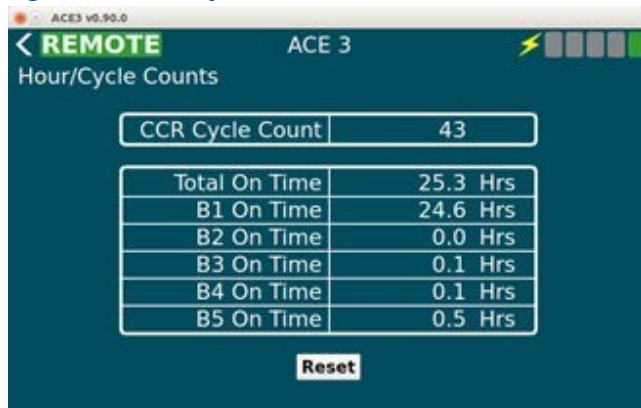 ACE3 v0.90.0
< REMOTE ACE 3
Hour/Cycle Counts
CCR Cycle Count 43
Total On Time 25.3 Hrs
B1 On Time 24.6 Hrs
B2 On Time 0.0 Hrs
B3 On Time 0.1 Hrs
B4 On Time 0.1 Hrs
B5 On Time 0.5 Hrs
Reset